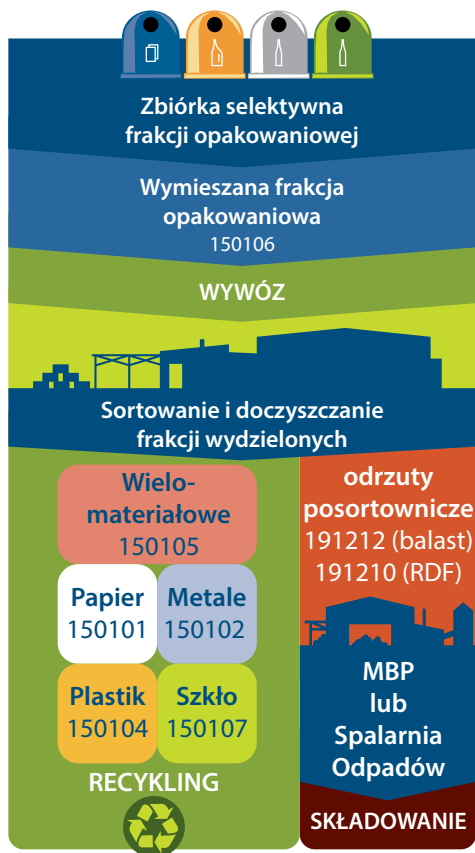 Zbiórka selektywna
frakcji opakowaniowej
Wymieszana frakcja
opakowaniowa
150106
WYWÓZ
Sortowanie i doczyszczanie
frakcji wydzielonych
Wielo-
materiałowe
150105
Papier
150101
Metale
150102
Plastik
150104
Szkło
150107
RECYKLING
odrzuty
posortownicze
191212 (balast)
191210 (RDF)
MBP
lub
Spalarnia
Odpadów
SKŁADOWANIE